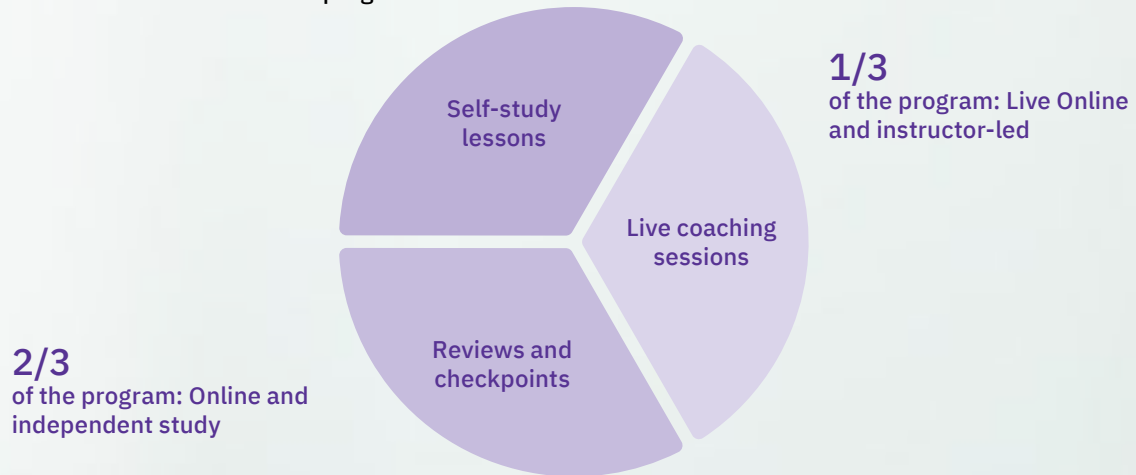 Self-study
lessons
1/3
of the program: Live Online
and instructor-led
Live coaching
sessions
Reviews and
checkpoints
2/3
of the program: Online and
independent study